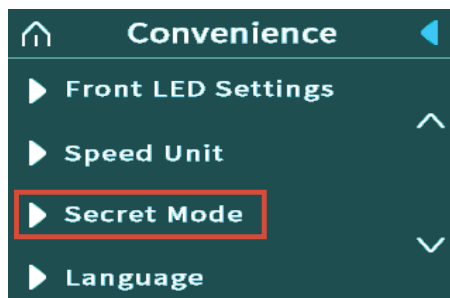 Convenience
Front LED Settings
Speed Unit
Secret Mode
Language